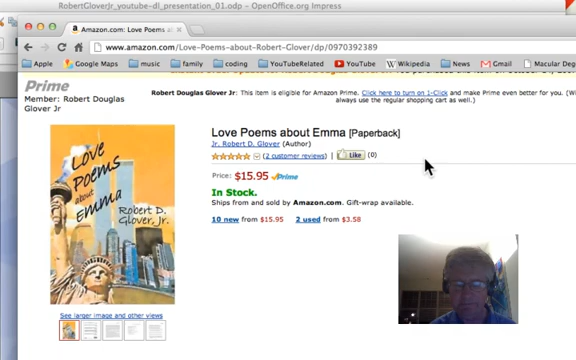 RobertGloverJr_youtube-dl_presentation_01.odp - OpenOffice.org Impress
Amazon.com: Love Poems a
www.amazon.com/Love-Poems-about-Robert-Glover/dp/0970392389
Google Apple Maps music family coding YouTubeRelated YouTube Wikipedia Gmail Macular Deg
Prime
Member: Robert Douglas
Glover Jr
Robert Douglas Glover Jr: This item is eligible for Amazon Prime. Click here to turn on 1-Click and make Prime even better for you. (Wi
always use the regular shopping cart as well.)
Love Poems about Emma [Paperback]
Jr. Robert D. Glover (Author)
(2 customer reviews) | Like (0)
Price: $15.95 Prime
In Stock.
Ships from and sold by Amazon.com. Gift-wrap available.
10 new from $15.95 2 used from $3.58
Love
Poems
about
Emma
Robert D.
Glover, Jr.
See larger image and other views